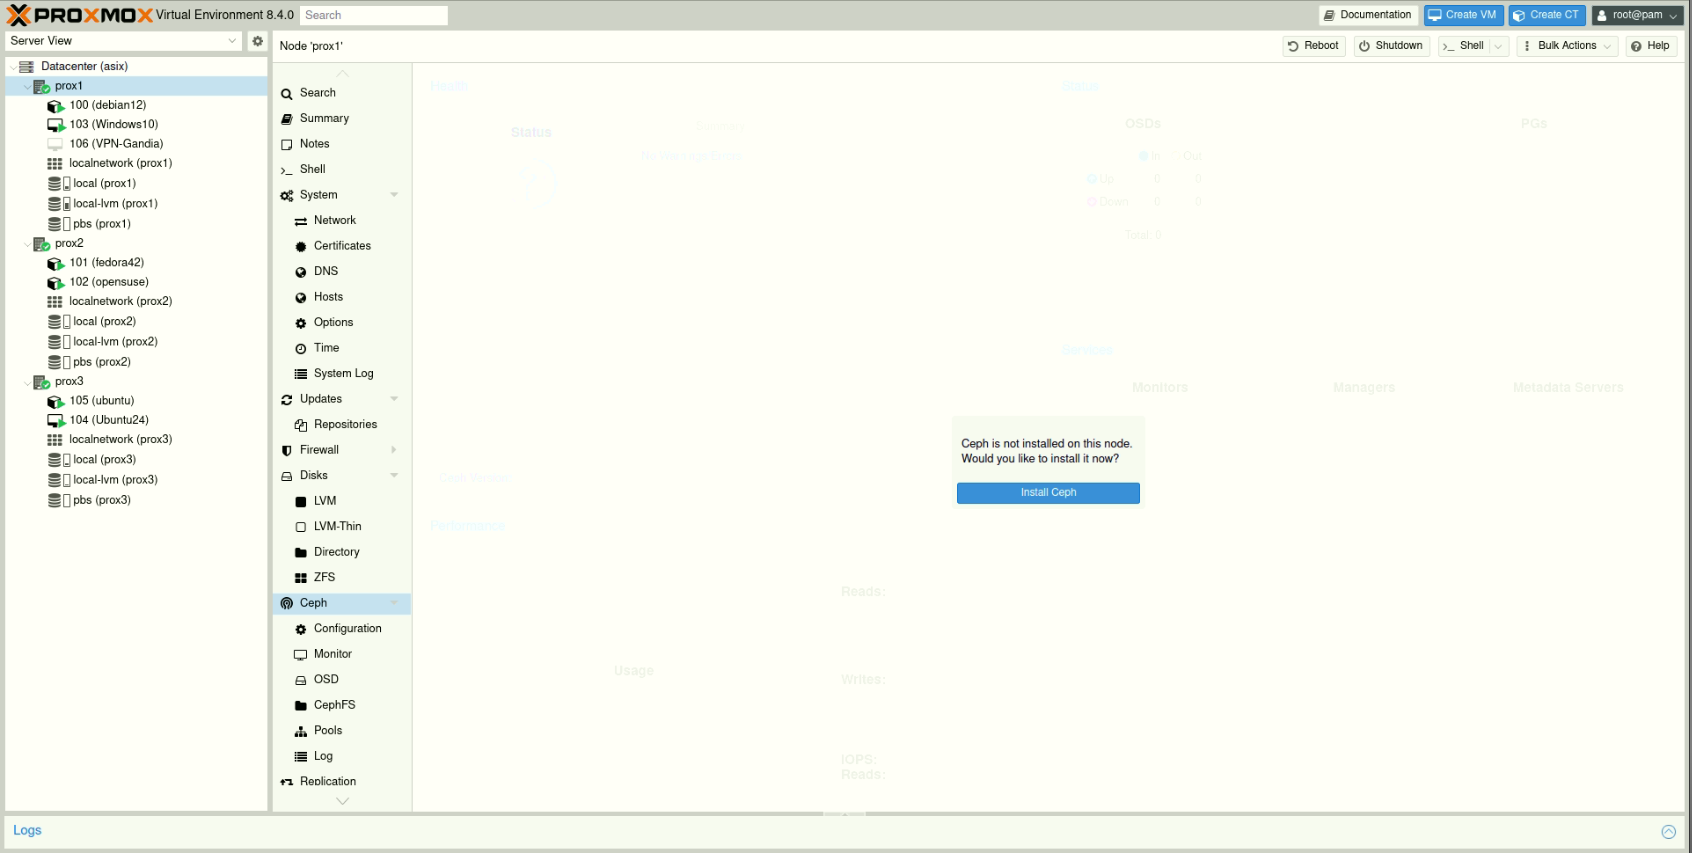 PROXMOX Virtual Environment 8.4.0 Search
Documentation Create VM Create CT root@pam
Server View
Node 'prox1'
Reboot Shutdown Shell Bulk Actions Help
Datacenter (asix)
prox1
100 (debian12)
103 (Windows10)
106 (VPN-Gandia)
localnetwork (prox1)
local (prox1)
local-lvm (prox1)
pbs (prox1)
prox2
101 (fedora42)
102 (opensuse)
localnetwork (prox2)
local (prox2)
local-lvm (prox2)
pbs (prox2)
prox3
105 (ubuntu)
104 (Ubuntu24)
localnetwork (prox3)
local (prox3)
local-lvm (prox3)
pbs (prox3)
Search
Summary
Notes
Shell
System
Network
Certificates
DNS
Hosts
Options
Time
System Log
Updates
Repositories
Firewall
Disks
LVM
LVM-Thin
Directory
ZFS
Ceph
Configuration
Monitor
OSD
CephFS
Pools
Log
Replication
Health
Status
Summary
No Warnings/Errors
Ceph Version
Performance
Usage
Reads:
Writes:
IOPS:
Reads:
Status
OSDs
PGs
In Out
Up 0 0
Down 0 0
Total: 0
Services
Monitors Managers Metadata Servers
Ceph is not installed on this node.
Would you like to install it now?
Install Ceph
Logs